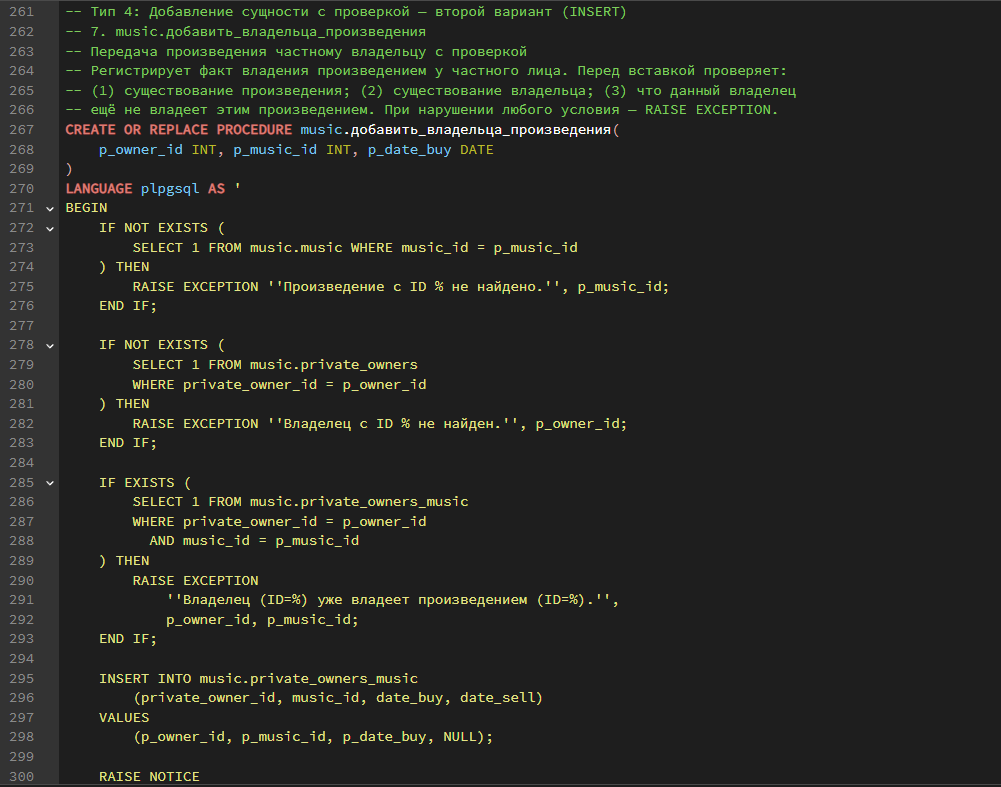 261 -- Тип 4: Добавление сущности с проверкой — второй вариант (INSERT)
262 -- 7. music.добавить_владельца_произведения
263 -- Передача произведения частному владельцу с проверкой
264 -- Регистрирует факт владения произведением у частного лица. Перед вставкой проверяет:
265 -- (1) существование произведения; (2) существование владельца; (3) что данный владелец
266 -- ещё не владеет этим произведением. При нарушении любого условия — RAISE EXCEPTION.
267 CREATE OR REPLACE PROCEDURE music.добавить_владельца_произведения(
268     p_owner_id INT, p_music_id INT, p_date_buy DATE
269 )
270 LANGUAGE plpgsql AS '
271 BEGIN
272     IF NOT EXISTS (
273         SELECT 1 FROM music.music WHERE music_id = p_music_id
274     ) THEN
275         RAISE EXCEPTION ''Произведение с ID % не найдено.'', p_music_id;
276     END IF;
277
278     IF NOT EXISTS (
279         SELECT 1 FROM music.private_owners
280         WHERE private_owner_id = p_owner_id
281     ) THEN
282         RAISE EXCEPTION ''Владелец с ID % не найден.'', p_owner_id;
283     END IF;
284
285     IF EXISTS (
286         SELECT 1 FROM music.private_owners_music
287         WHERE private_owner_id = p_owner_id
288           AND music_id = p_music_id
289     ) THEN
290         RAISE EXCEPTION
291             ''Владелец (ID=%) уже владеет произведением (ID=%).'',
292             p_owner_id, p_music_id;
293     END IF;
294
295     INSERT INTO music.private_owners_music
296         (private_owner_id, music_id, date_buy, date_sell)
297     VALUES
298         (p_owner_id, p_music_id, p_date_buy, NULL);
299
300     RAISE NOTICE